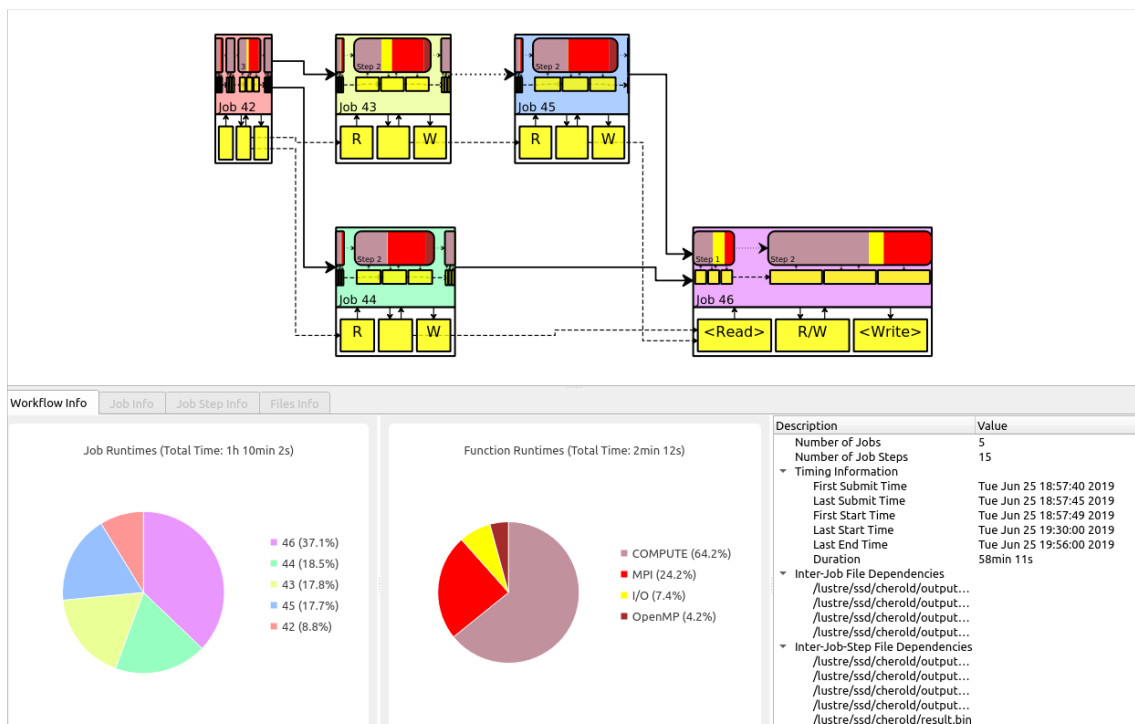 3
Step 2
Step 2
Job 42
Job 43
Job 45
R
W
R
W
Step 2
Step 1
Step 2
Job 44
Job 46
R
W
<Read>
R/W
<Write>
Workflow Info
Job Info
Job Step Info
Files Info
Job Runtimes (Total Time: 1h 10min 2s)
46 (37.1%)
44 (18.5%)
43 (17.8%)
45 (17.7%)
42 (8.8%)
Function Runtimes (Total Time: 2min 12s)
COMPUTE (64.2%)
MPI (24.2%)
I/O (7.4%)
OpenMP (4.2%)
Description Value
Number of Jobs 5
Number of Job Steps 15
Timing Information
First Submit Time Tue Jun 25 18:57:40 2019
Last Submit Time Tue Jun 25 18:57:45 2019
First Start Time Tue Jun 25 18:57:49 2019
Last Start Time Tue Jun 25 19:30:00 2019
Last End Time Tue Jun 25 19:56:00 2019
Duration 58min 11s
Inter-Job File Dependencies
/lustre/ssd/cherold/output...
/lustre/ssd/cherold/output...
/lustre/ssd/cherold/output...
/lustre/ssd/cherold/output...
Inter-Job-Step File Dependencies
/lustre/ssd/cherold/output...
/lustre/ssd/cherold/output...
/lustre/ssd/cherold/output...
/lustre/ssd/cherold/output...
/lustre/ssd/cherold/result.bin